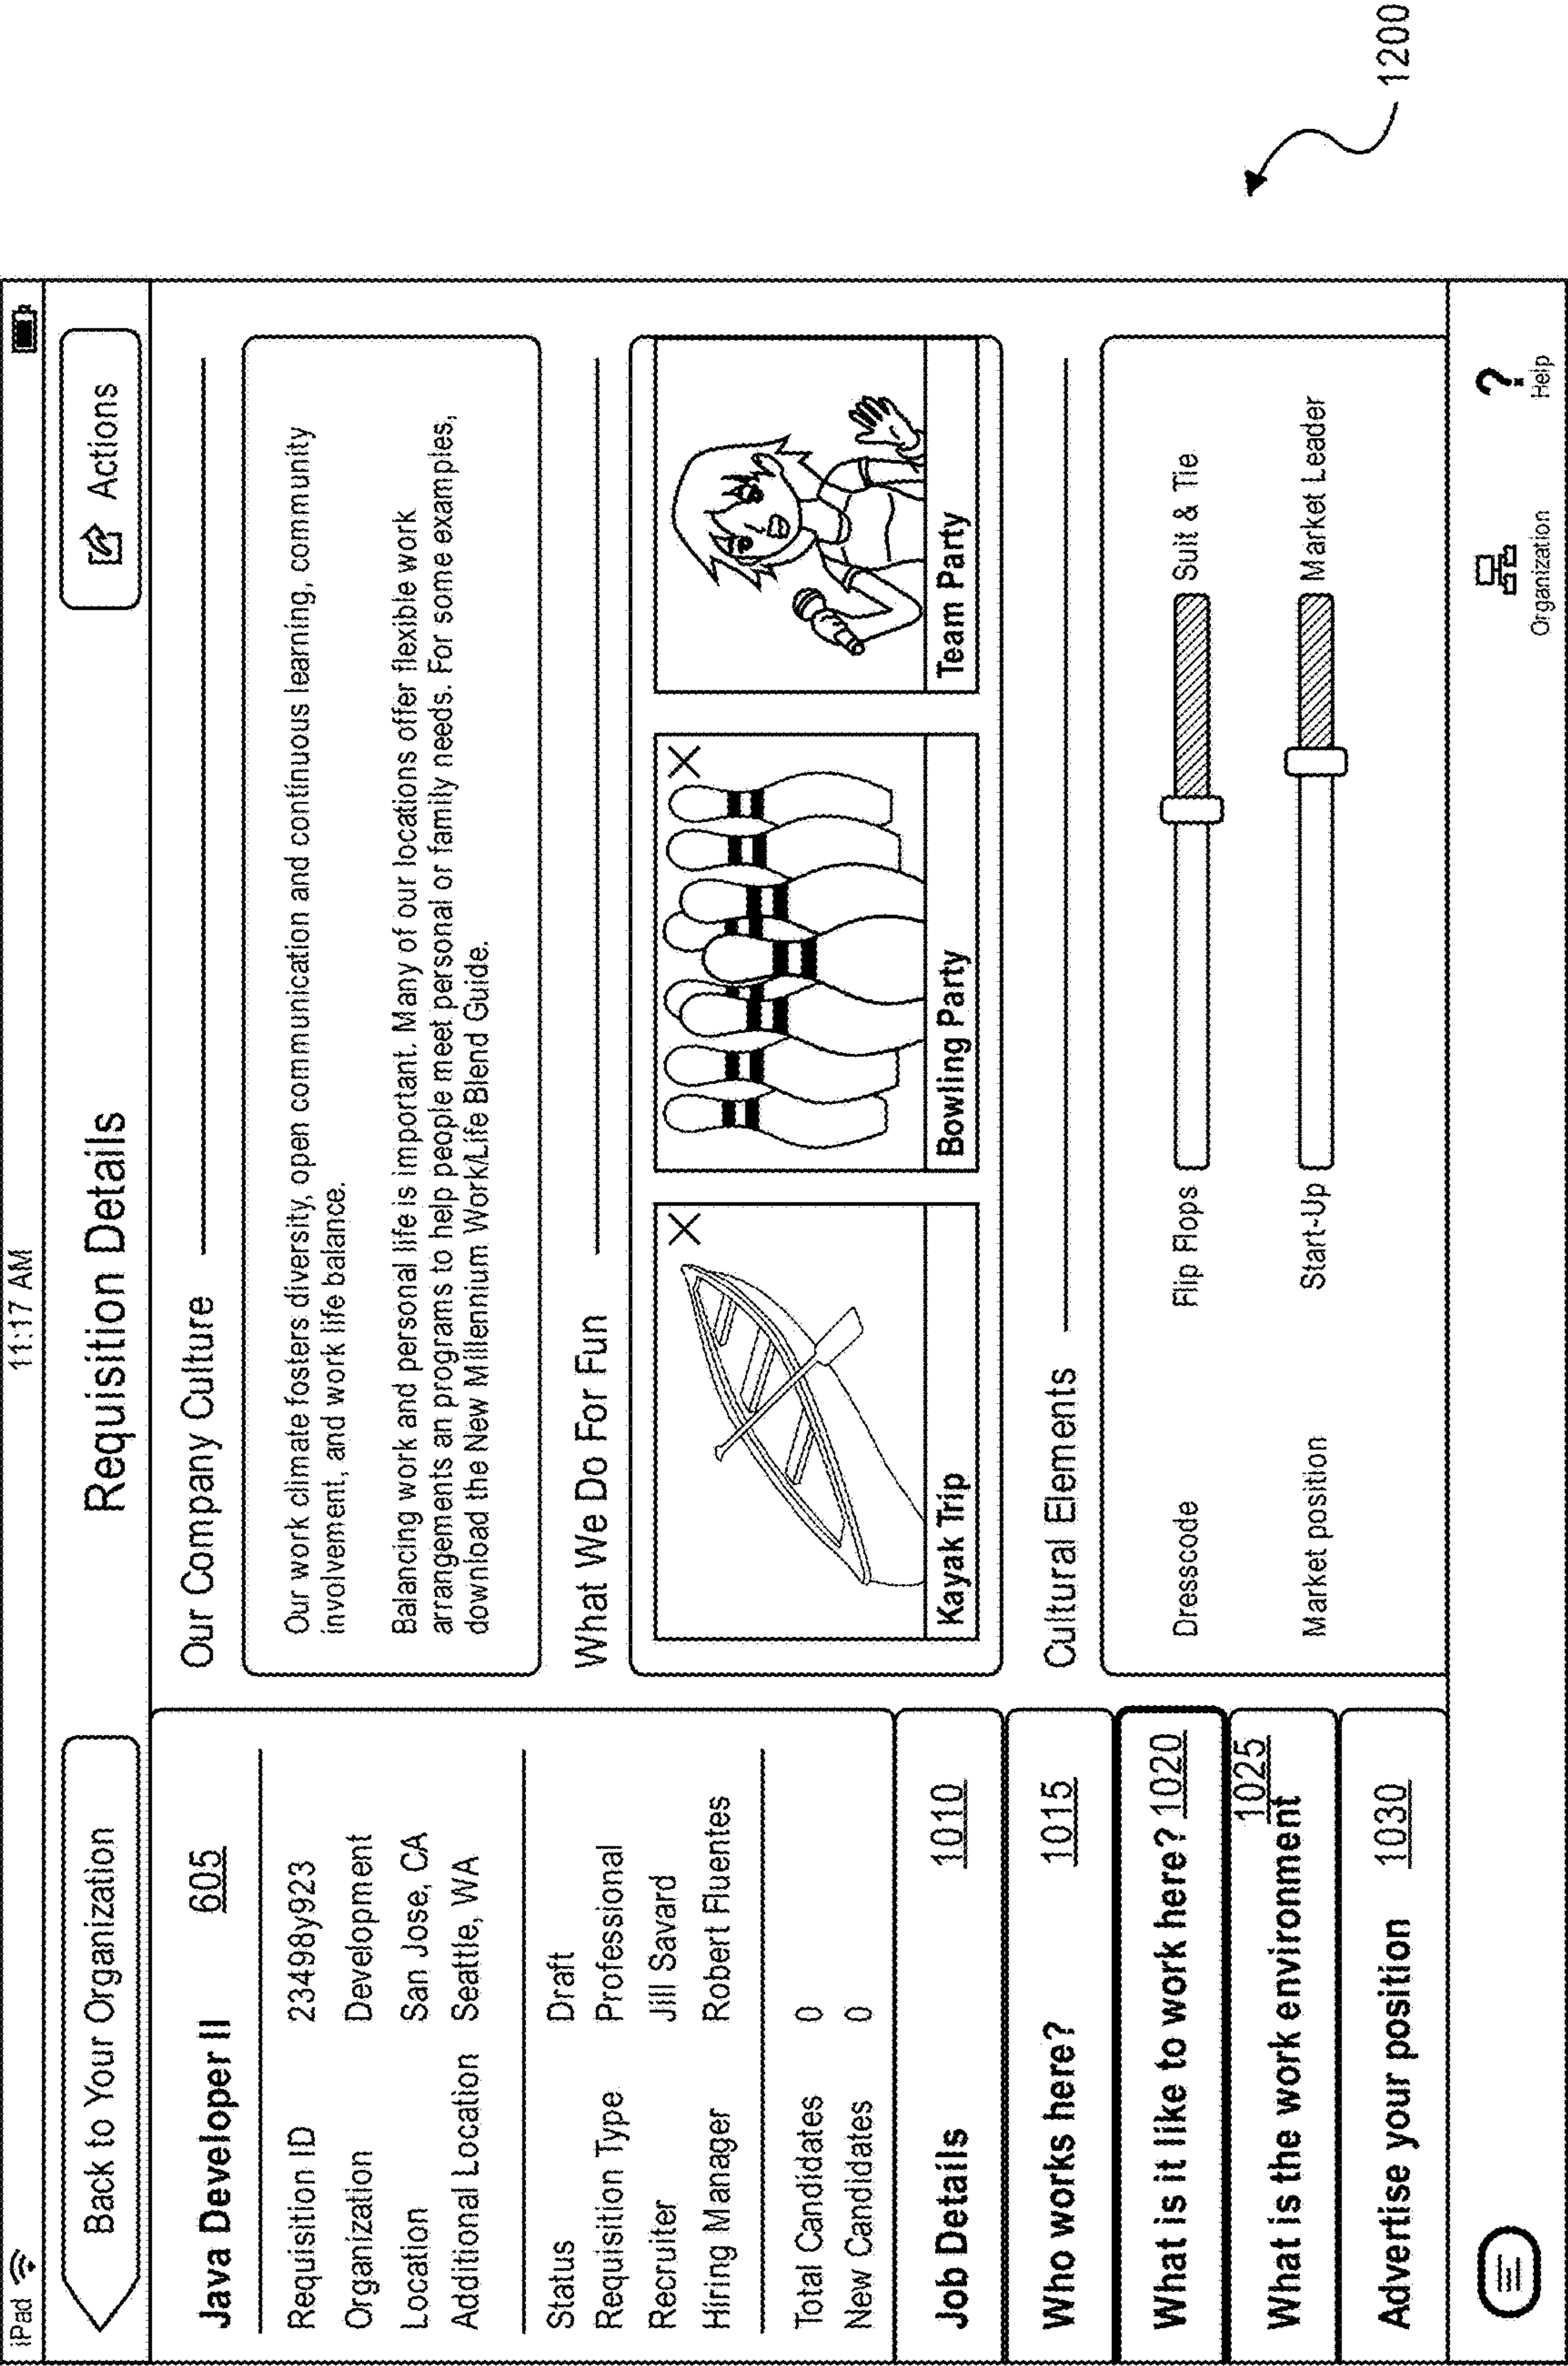 iPad
11:17 AM
Back to Your Organization
Requisition Details
Actions
Java Developer II 605
Requisition ID 23498y923
Organization Development
Location San Jose, CA
Additional Location Seattle, WA
Status Draft
Requisition Type Professional
Recruiter Jill Savard
Hiring Manager Robert Fluentes
Total Candidates 0
New Candidates 0
Job Details 1010
Who works here? 1015
What is it like to work here? 1020
1025
What is the work environment
Advertise your position 1030
Our Company Culture
Our work climate fosters diversity, open communication and continuous learning, community
involvement, and work life balance.
Balancing work and personal life is important. Many of our locations offer flexible work
arrangements an programs to help people meet personal or family needs. For some examples,
download the New Millennium Work/Life Blend Guide.
What We Do For Fun
Kayak Trip
Bowling Party
Team Party
Cultural Elements
Dresscode Flip Flops Suit & Tie
Market position Start-Up Market Leader
Organization
Help
1200